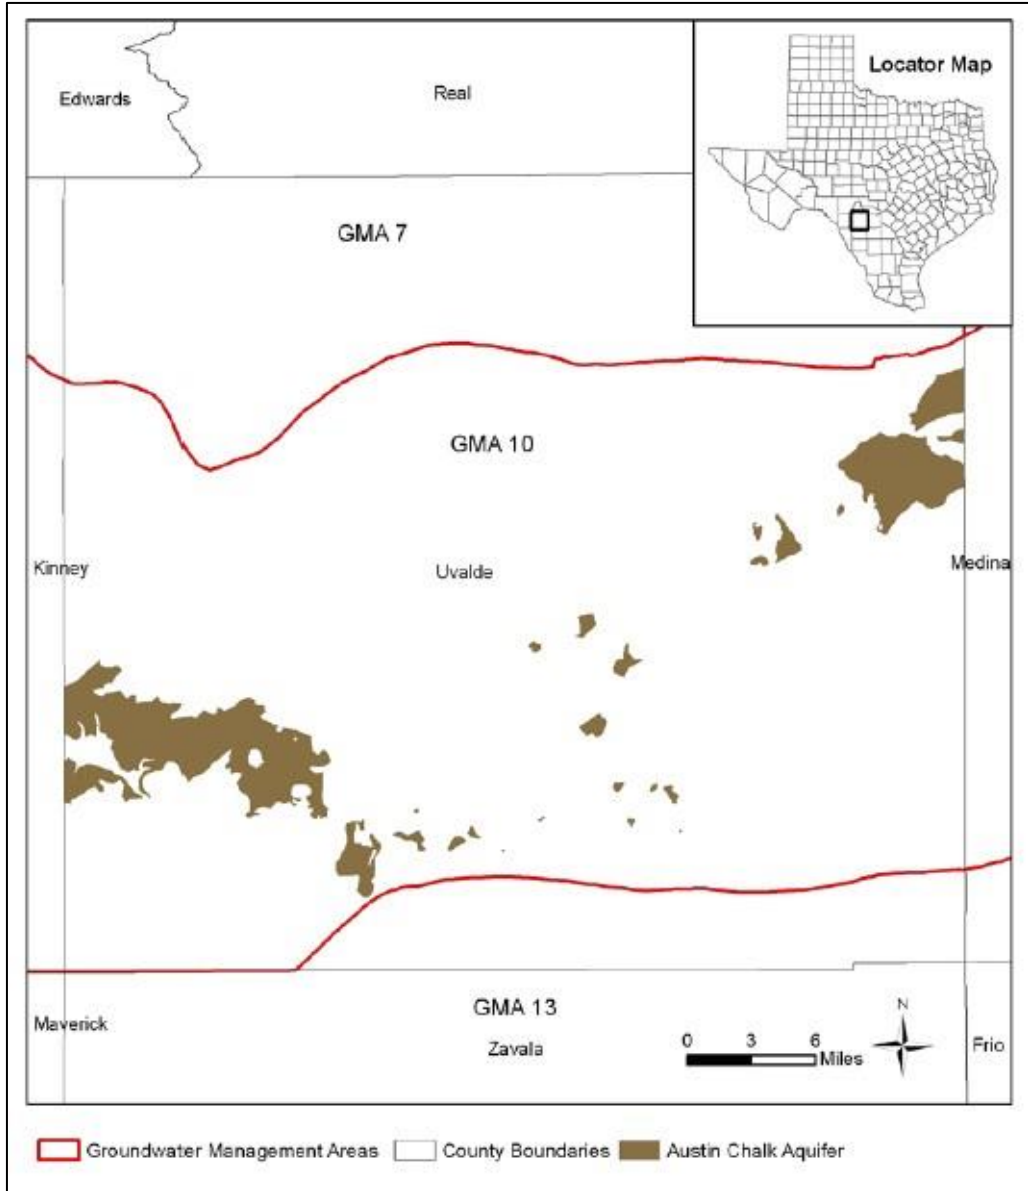 Locator Map
Edwards
Real
GMA 7
GMA 10
Kinney
Uvalde
Medina
GMA 13
Maverick
Zavala
0 3 6
Miles
N
Frio
Groundwater Management Areas County Boundaries Austin Chalk Aquifer